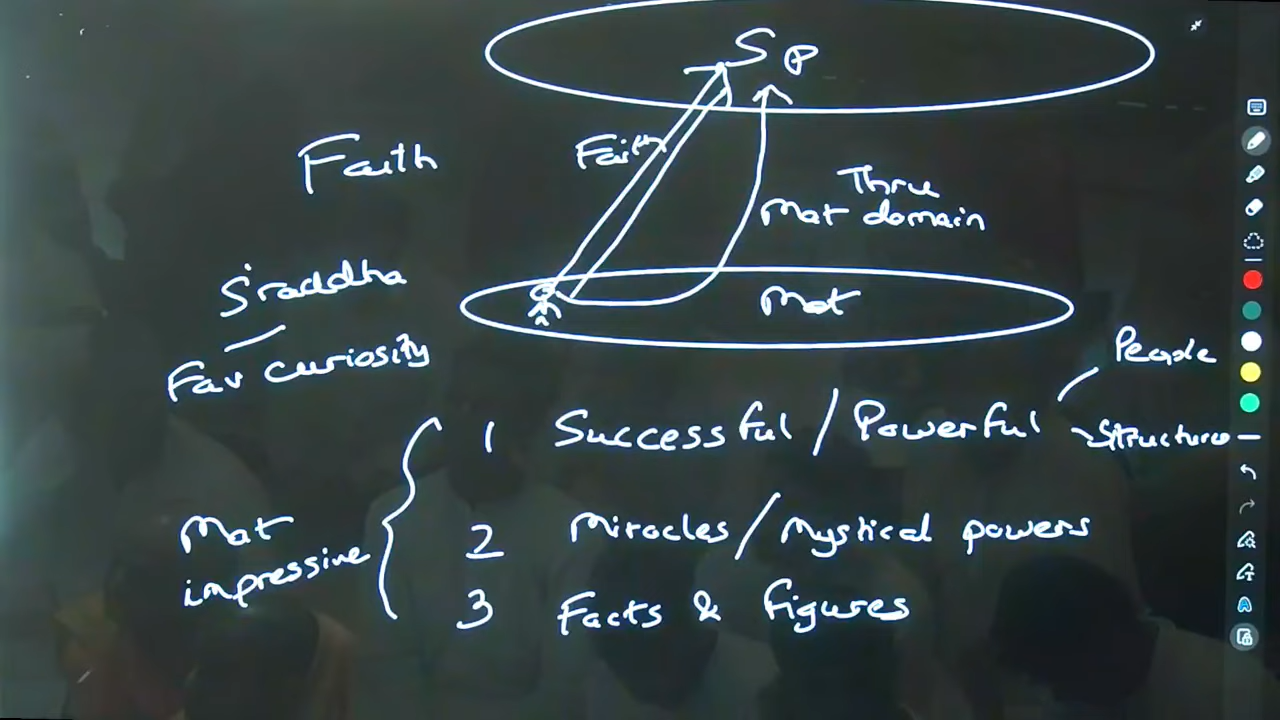 SP
Faith
Faith
Thru
Mat domain
Śraddha
Mat
Fav curiosity
People
1 Successful / Powerful
Structure
Mat
impressive
2 Miracles / Mystical powers
3 Facts & figures